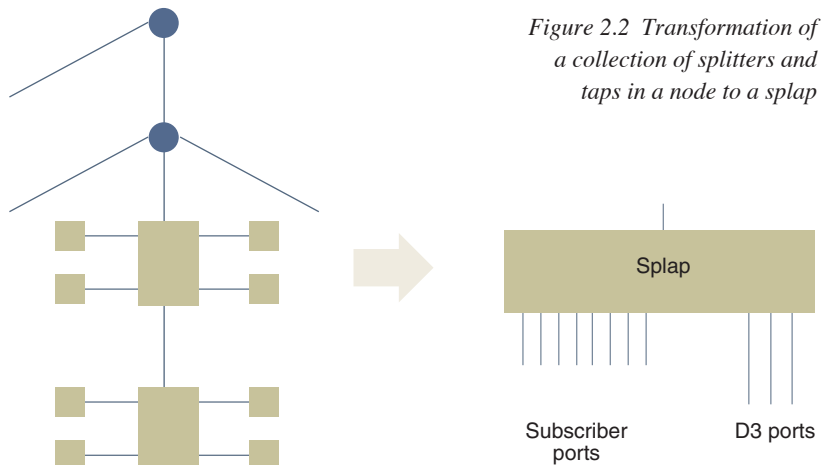 Figure 2.2 Transformation of
a collection of splitters and
taps in a node to a splap
Splap
Subscriber
ports
D3 ports